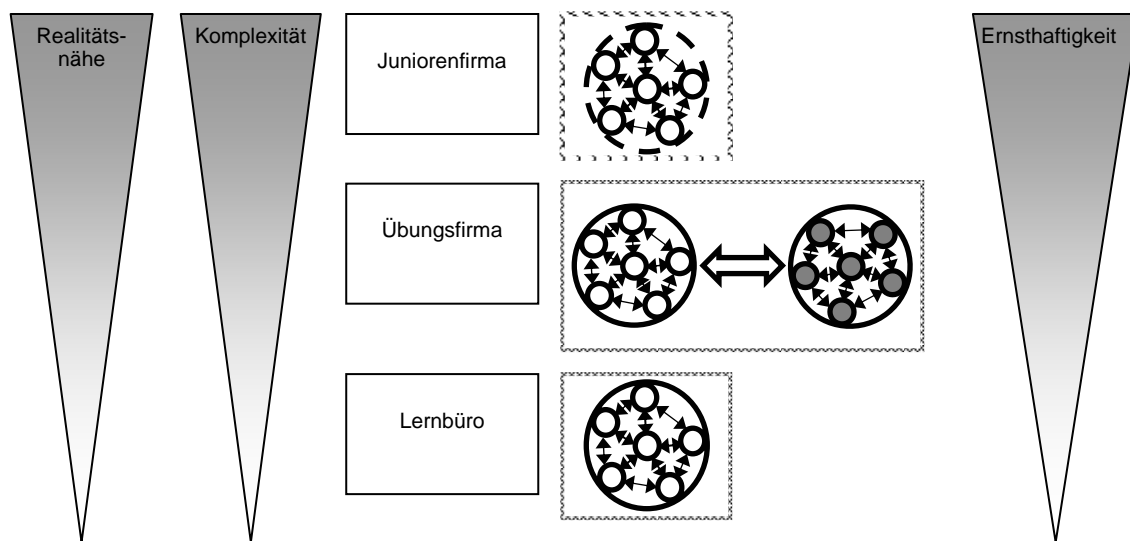 Realitäts-
nähe
Komplexität
Juniorenfirma
Ernsthaftigkeit
Übungsfirma
Lernbüro